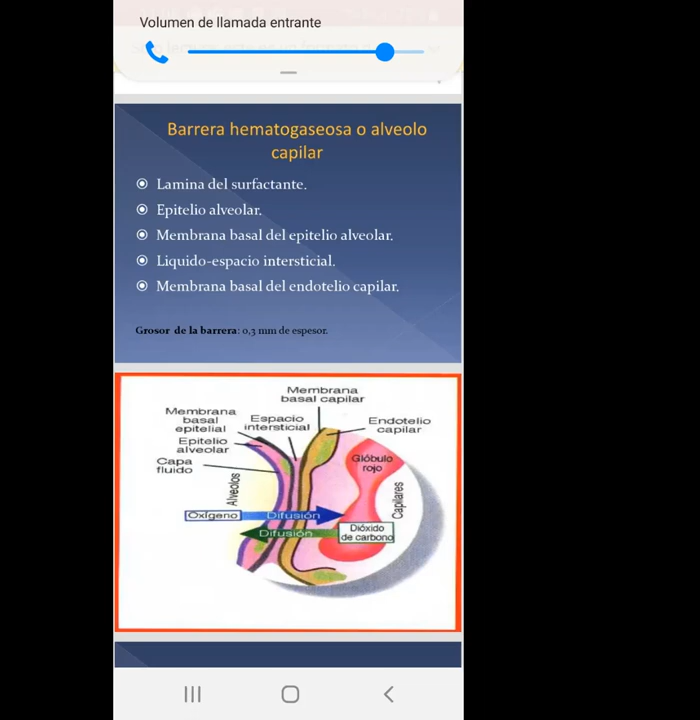 Volumen de llamada entrante
Barrera hematogaseosa o alveolo
capilar
Lamina del surfactante.
Epitelio alveolar.
Membrana basal del epitelio alveolar.
Liquido-espacio intersticial.
Membrana basal del endotelio capilar.
Grosor de la barrera: 0,3 mm de espesor.
Membrana
basal capilar
Membrana
basal
epitelial
Espacio
intersticial
Endotelio
capilar
Epitelio
alveolar
Capa
fluido
Glóbulo
rojo
Alveolos
Capilares
Oxígeno
Difusión
Difusión
Dióxido
de carbono